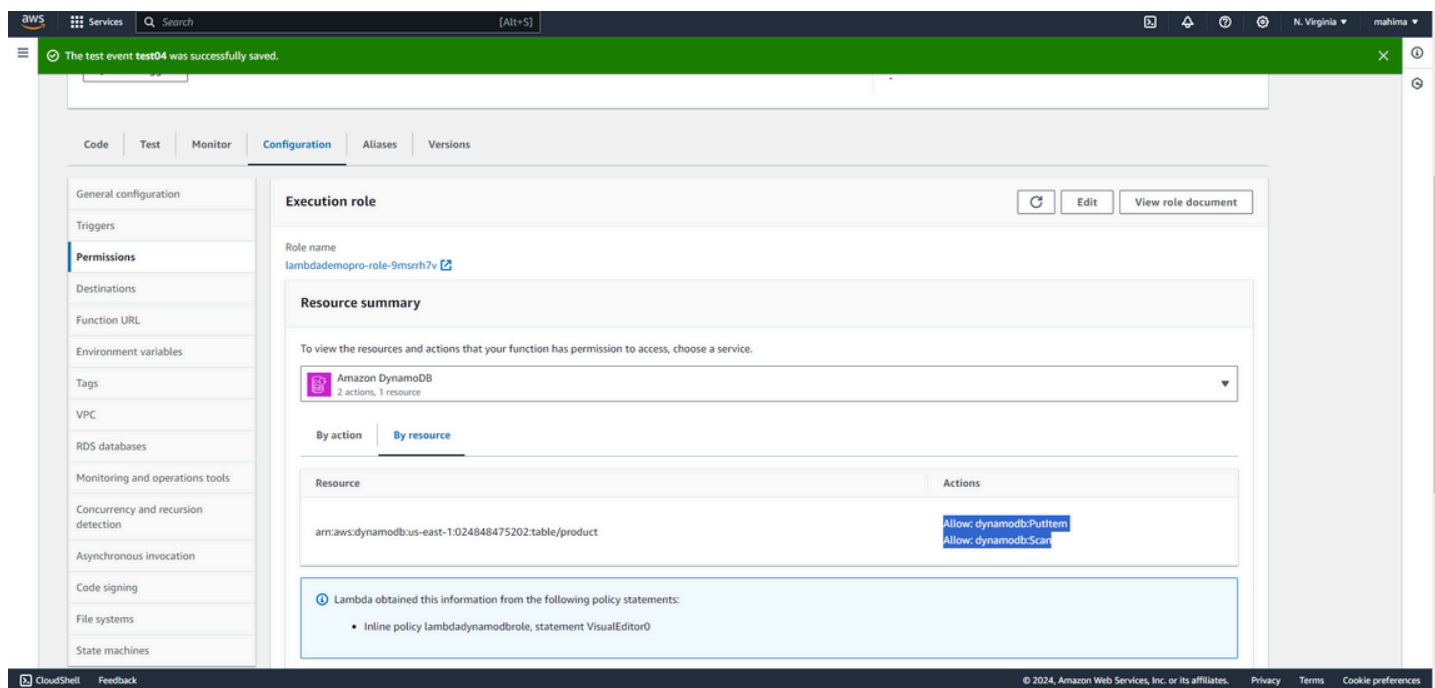 aws Services Search [Alt+S] N. Virginia mahima
The test event test04 was successfully saved.
-
Code Test Monitor Configuration Aliases Versions
General configuration
Triggers
Permissions
Destinations
Function URL
Environment variables
Tags
VPC
RDS databases
Monitoring and operations tools
Concurrency and recursion
detection
Asynchronous invocation
Code signing
File systems
State machines
Execution role Edit View role document
Role name
lambdademopro-role-9msrrh7v
Resource summary
To view the resources and actions that your function has permission to access, choose a service.
Amazon DynamoDB
2 actions, 1 resource
By action By resource
Resource Actions
arn:aws:dynamodb:us-east-1:024848475202:table/product
Allow: dynamodb:PutItem
Allow: dynamodb:Scan
Lambda obtained this information from the following policy statements:
• Inline policy lambdadynamodbrole, statement VisualEditor0
CloudShell Feedback © 2024, Amazon Web Services, Inc. or its affiliates. Privacy Terms Cookie preferences